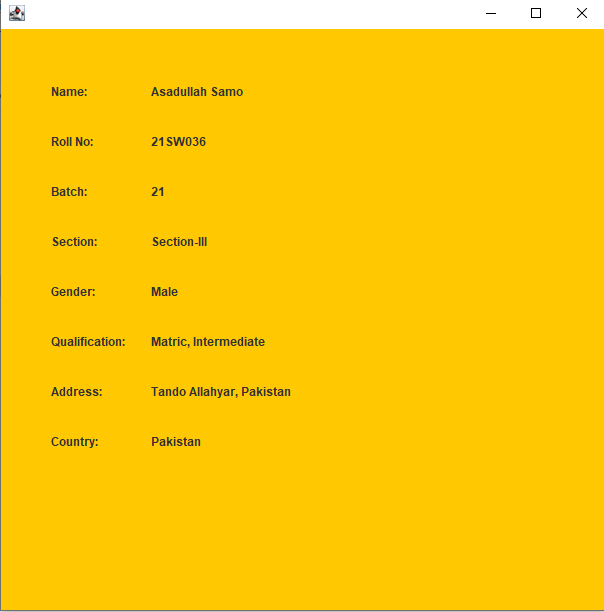 Name: Asadullah Samo
Roll No: 21SW036
Batch: 21
Section: Section-III
Gender: Male
Qualification: Matric, Intermediate
Address: Tando Allahyar, Pakistan
Country: Pakistan